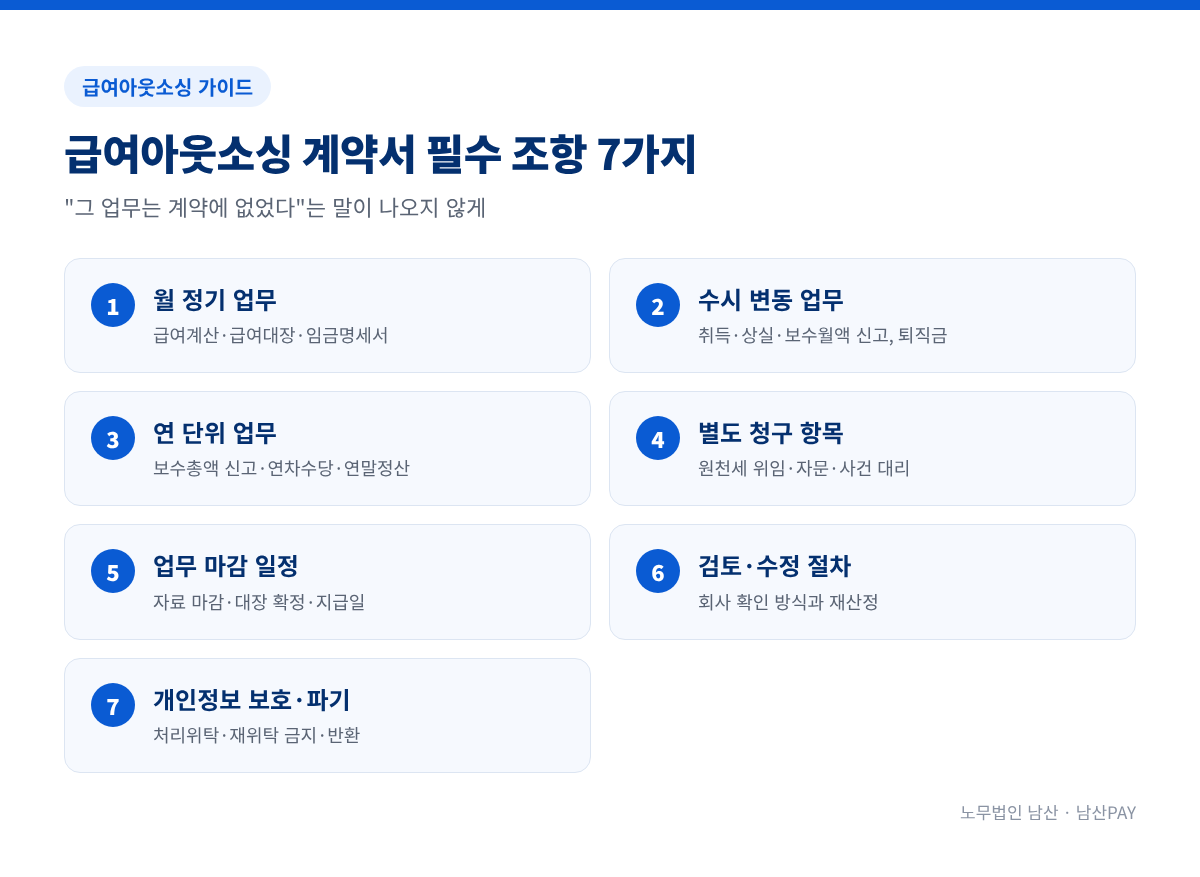 급여아웃소싱 가이드
급여아웃소싱 계약서 필수 조항 7가지
"그 업무는 계약에 없었다"는 말이 나오지 않게
1
월 정기 업무
급여계산·급여대장·임금명세서
2
수시 변동 업무
취득·상실·보수월액 신고, 퇴직금
3
연 단위 업무
보수총액 신고·연차수당·연말정산
4
별도 청구 항목
원천세 위임·자문·사건 대리
5
업무 마감 일정
자료 마감·대장 확정·지급일
6
검토·수정 절차
회사 확인 방식과 재산정
7
개인정보 보호·파기
처리위탁·재위탁 금지·반환
노무법인 남산 · 남산PAY